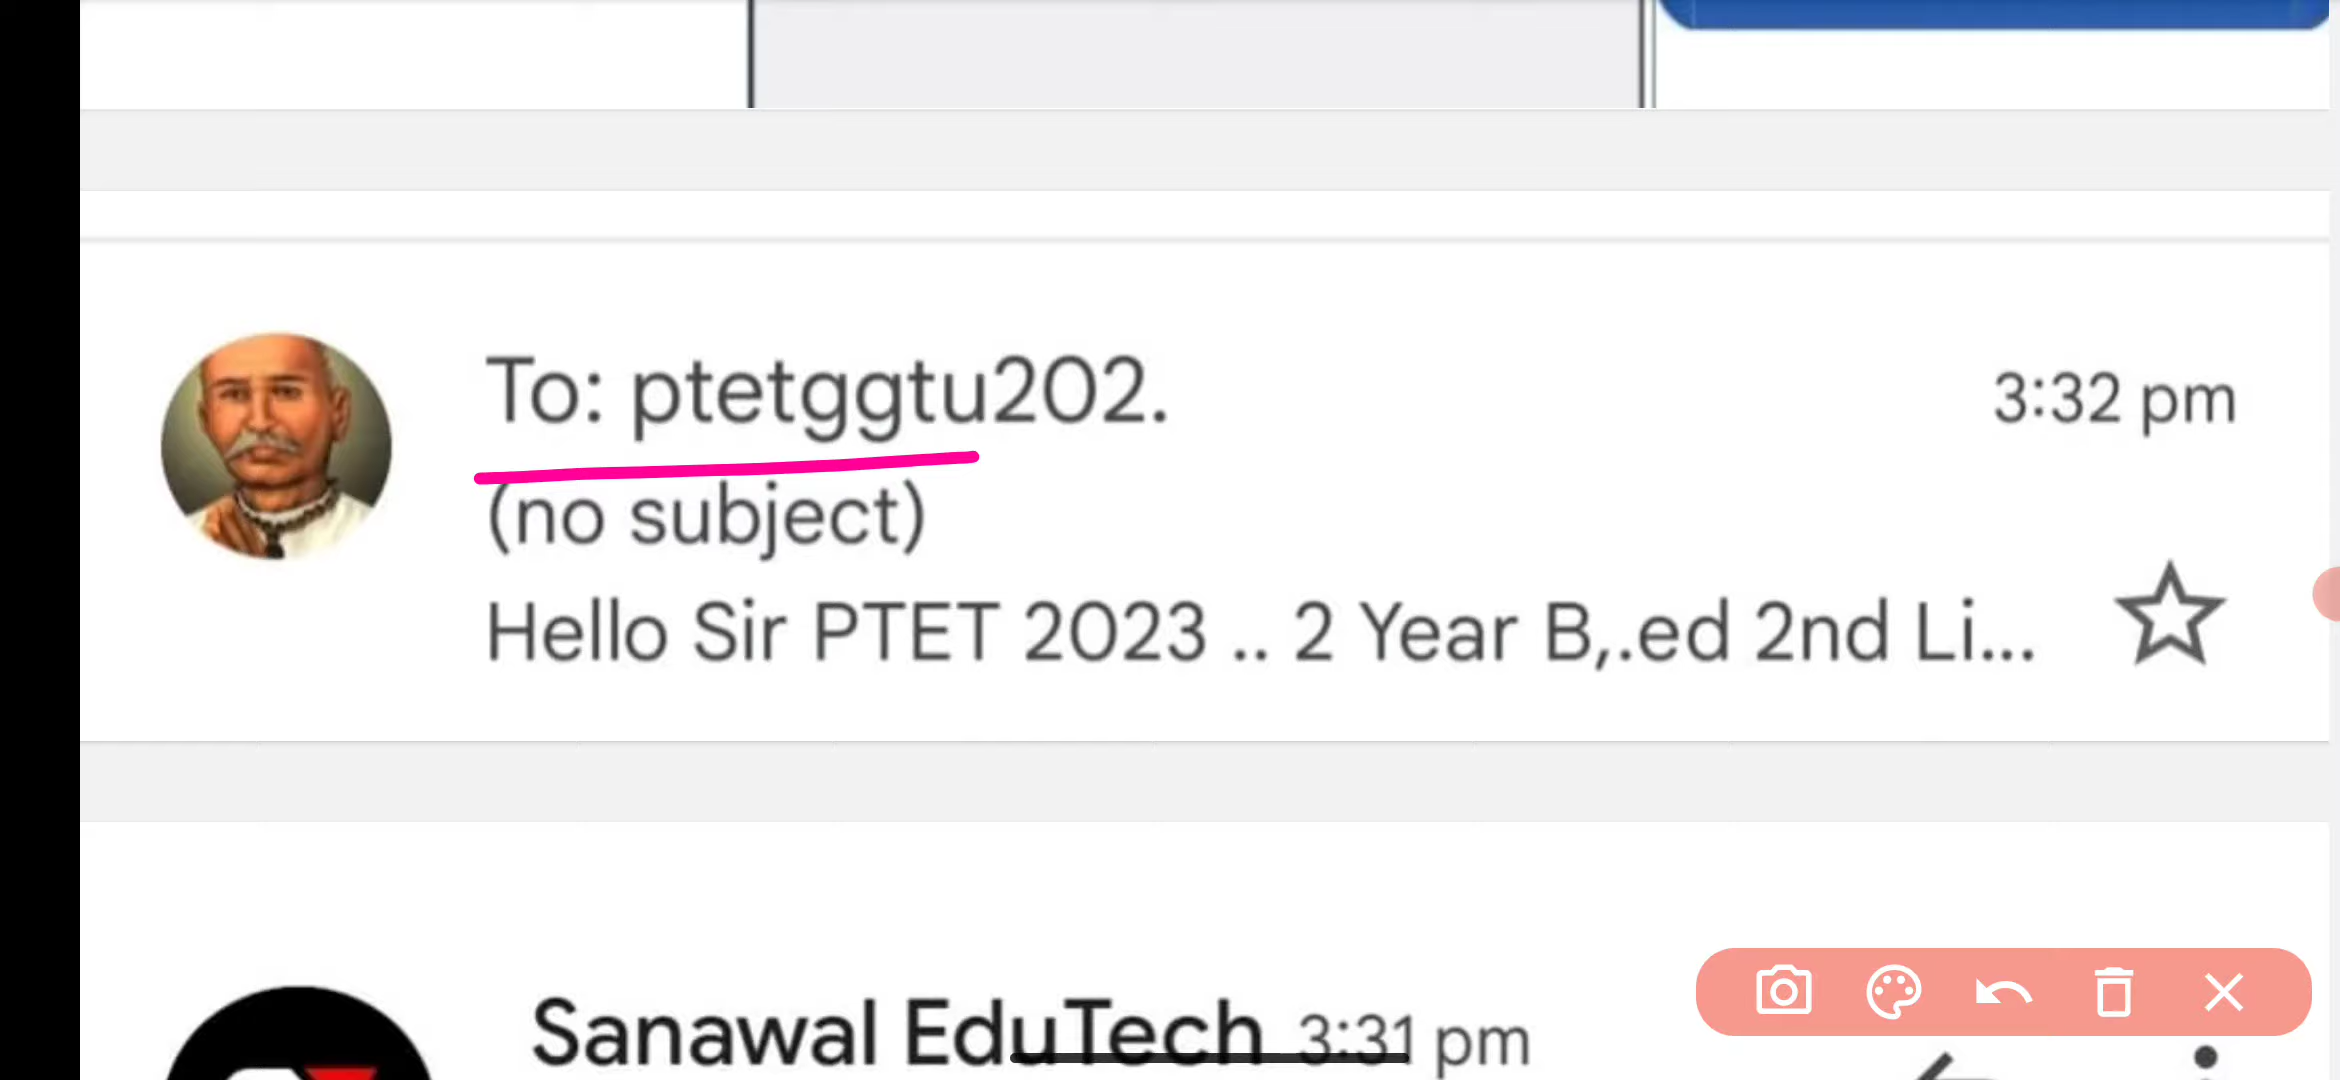 To: ptetggtu202.
3:32 pm
(no subject)
Hello Sir PTET 2023 .. 2 Year B,.ed 2nd Li...
Sanawal EduTech 3:31 pm